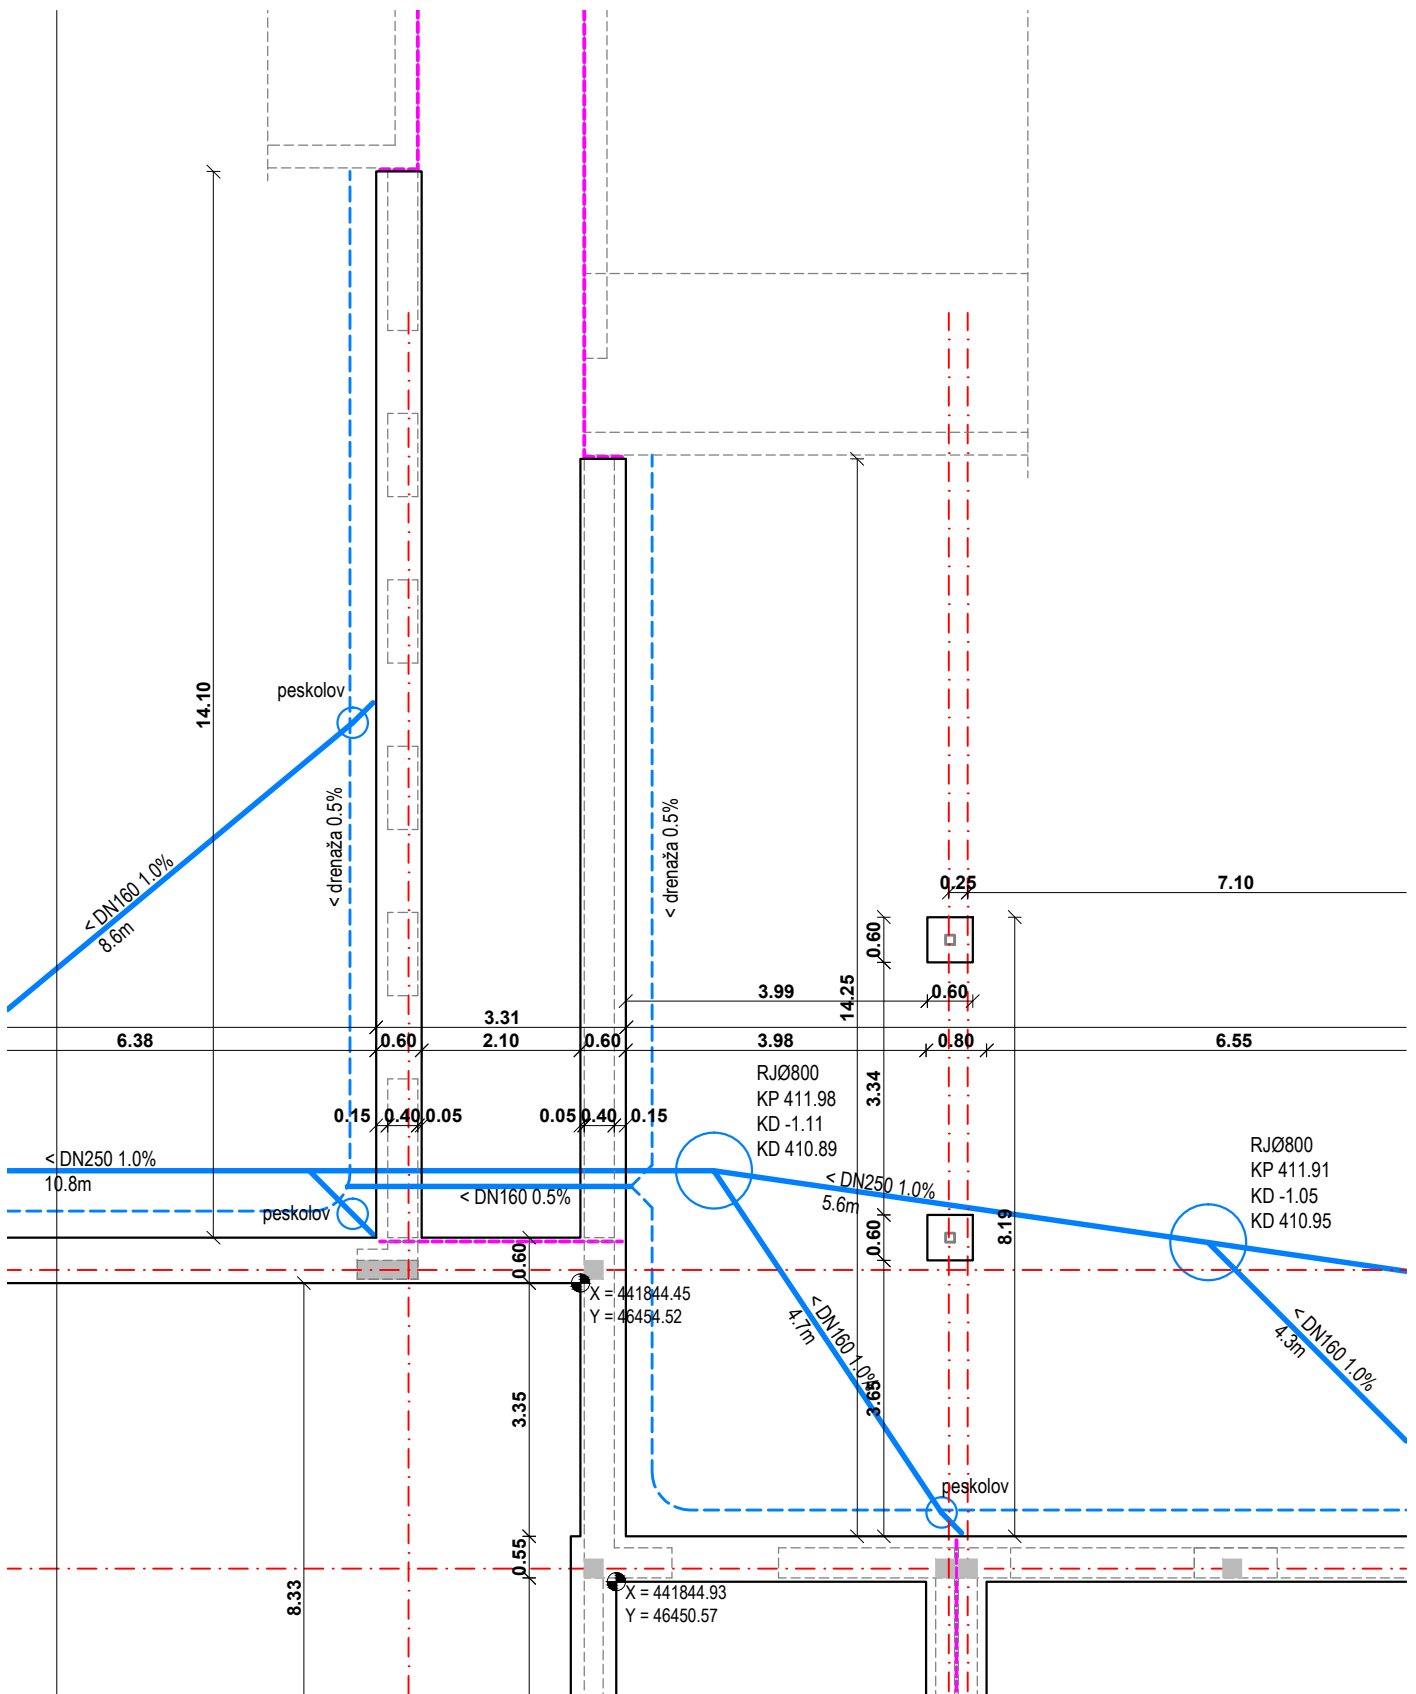 peskolov
14.10
< drenaža 0.5%
< drenaža 0.5%
< DN160 1.0%
8.6m
0.25
7.10
0.60
14.25
3.99
0.60
3.31
6.38
0.60
2.10
0.60
3.98
0.80
6.55
RJØ800
KP 411.98
KD -1.11
KD 410.89
3.34
0.15
0.40
0.05
0.05
0.40
0.15
RJØ800
KP 411.91
KD -1.05
KD 410.95
< DN250 1.0%
10.8m
< DN160 0.5%
< DN250 1.0%
5.6m
peskolov
0.60
8.19
0.60
X = 441844.45
Y = 46454.52
< DN160 1.0%
4.7m
< DN160 1.0%
4.3m
3.65
3.35
peskolov
0.55
8.33
X = 441844.93
Y = 46450.57